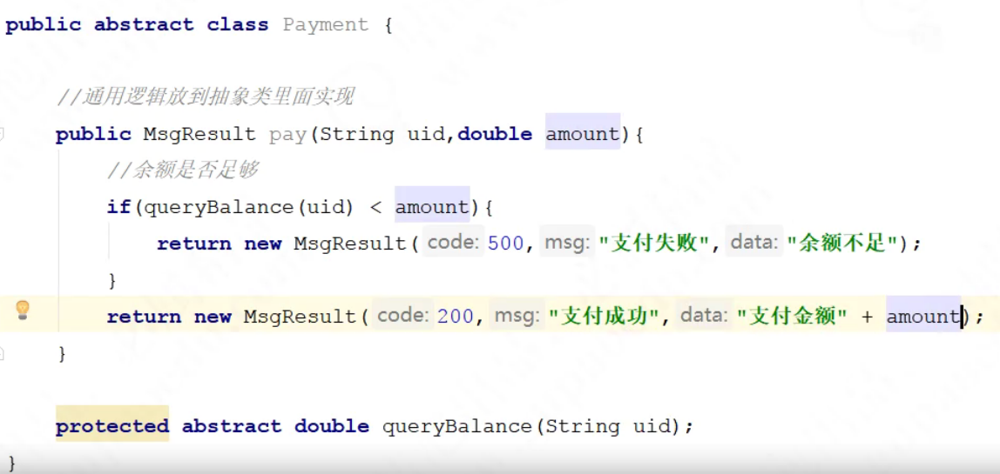 public abstract class Payment {
//通用逻辑放到抽象类里面实现
public MsgResult pay(String uid,double amount){
//余额是否足够
if(queryBalance(uid) < amount){
return new MsgResult( code: 500, msg: "支付失败", data: "余额不足");
}
return new MsgResult( code: 200, msg: "支付成功", data: "支付金额" + amount);
}
protected abstract double queryBalance(String uid);
}